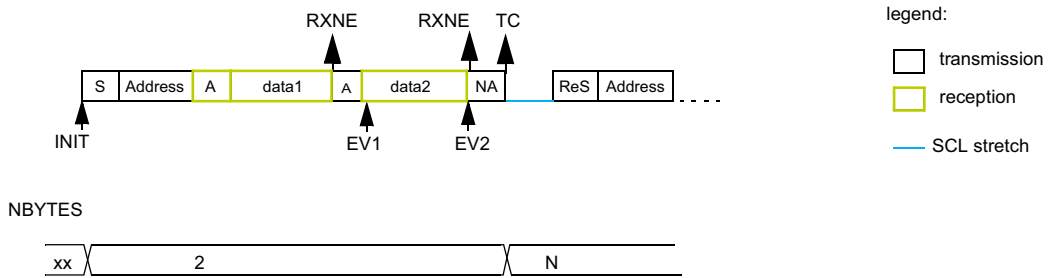 RXNE RXNE TC
legend:
transmission
S Address A data1 A data2 NA ReS Address
reception
INIT EV1 EV2
SCL stretch
NBYTES
xx 2 N